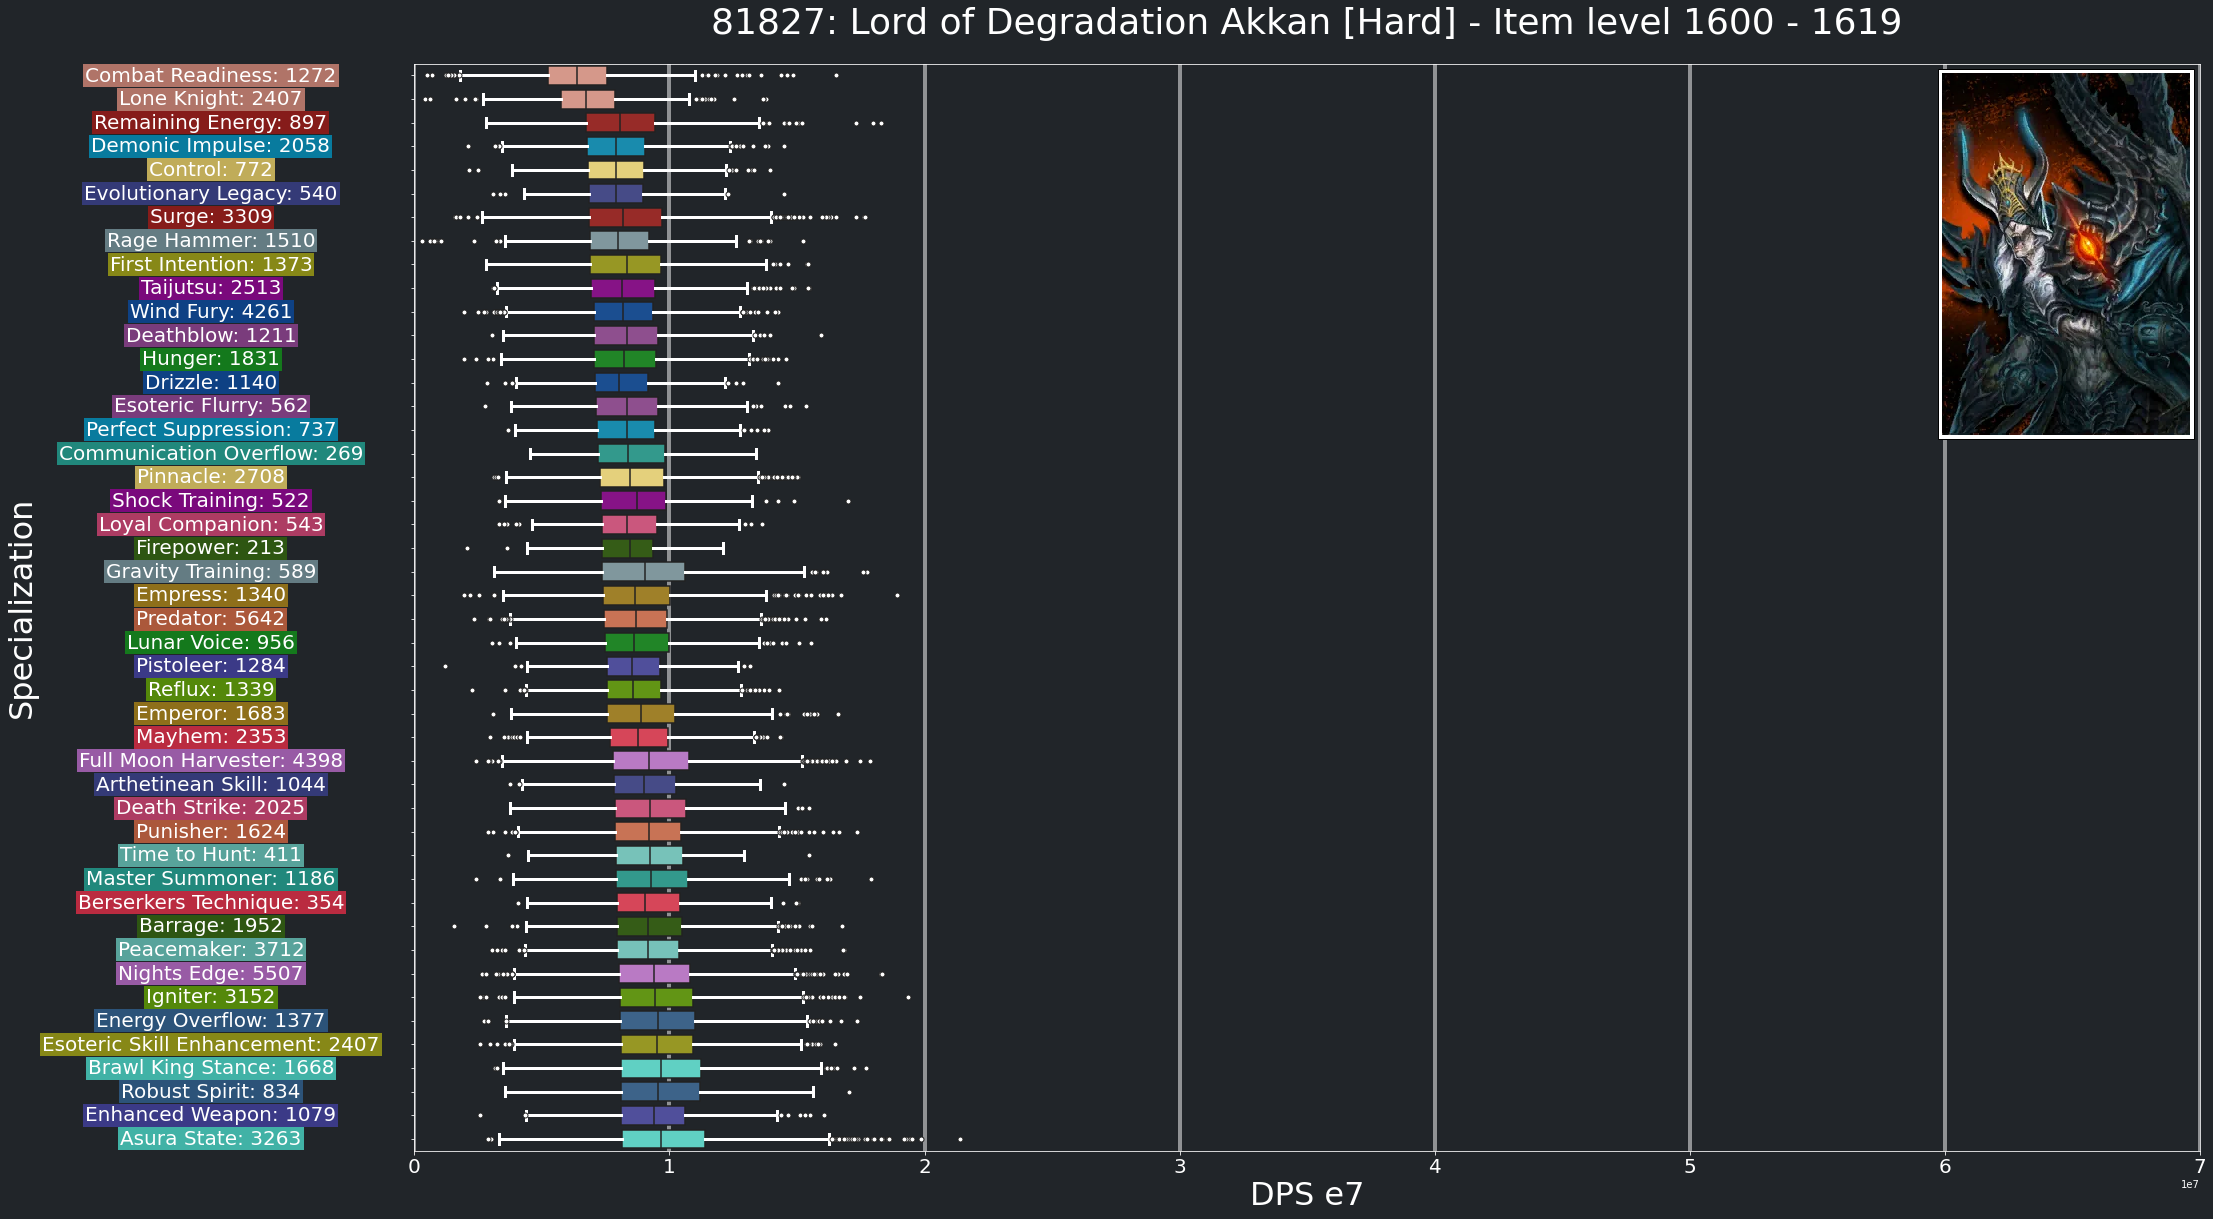 81827: Lord of Degradation Akkan [Hard] - Item level 1600 - 1619
Combat Readiness: 1272
Lone Knight: 2407
Remaining Energy: 897
Demonic Impulse: 2058
Control: 772
Evolutionary Legacy: 540
Surge: 3309
Rage Hammer: 1510
First Intention: 1373
Taijutsu: 2513
Wind Fury: 4261
Deathblow: 1211
Hunger: 1831
Drizzle: 1140
Esoteric Flurry: 562
Perfect Suppression: 737
Communication Overflow: 269
Pinnacle: 2708
Shock Training: 522
Loyal Companion: 543
Firepower: 213
Gravity Training: 589
Empress: 1340
Predator: 5642
Lunar Voice: 956
Pistoleer: 1284
Reflux: 1339
Emperor: 1683
Mayhem: 2353
Full Moon Harvester: 4398
Arthetinean Skill: 1044
Death Strike: 2025
Punisher: 1624
Time to Hunt: 411
Master Summoner: 1186
Berserkers Technique: 354
Barrage: 1952
Peacemaker: 3712
Nights Edge: 5507
Igniter: 3152
Energy Overflow: 1377
Esoteric Skill Enhancement: 2407
Brawl King Stance: 1668
Robust Spirit: 834
Enhanced Weapon: 1079
Asura State: 3263
Specialization
0 1 2 3 4 5 6 7
1e7
DPS e7